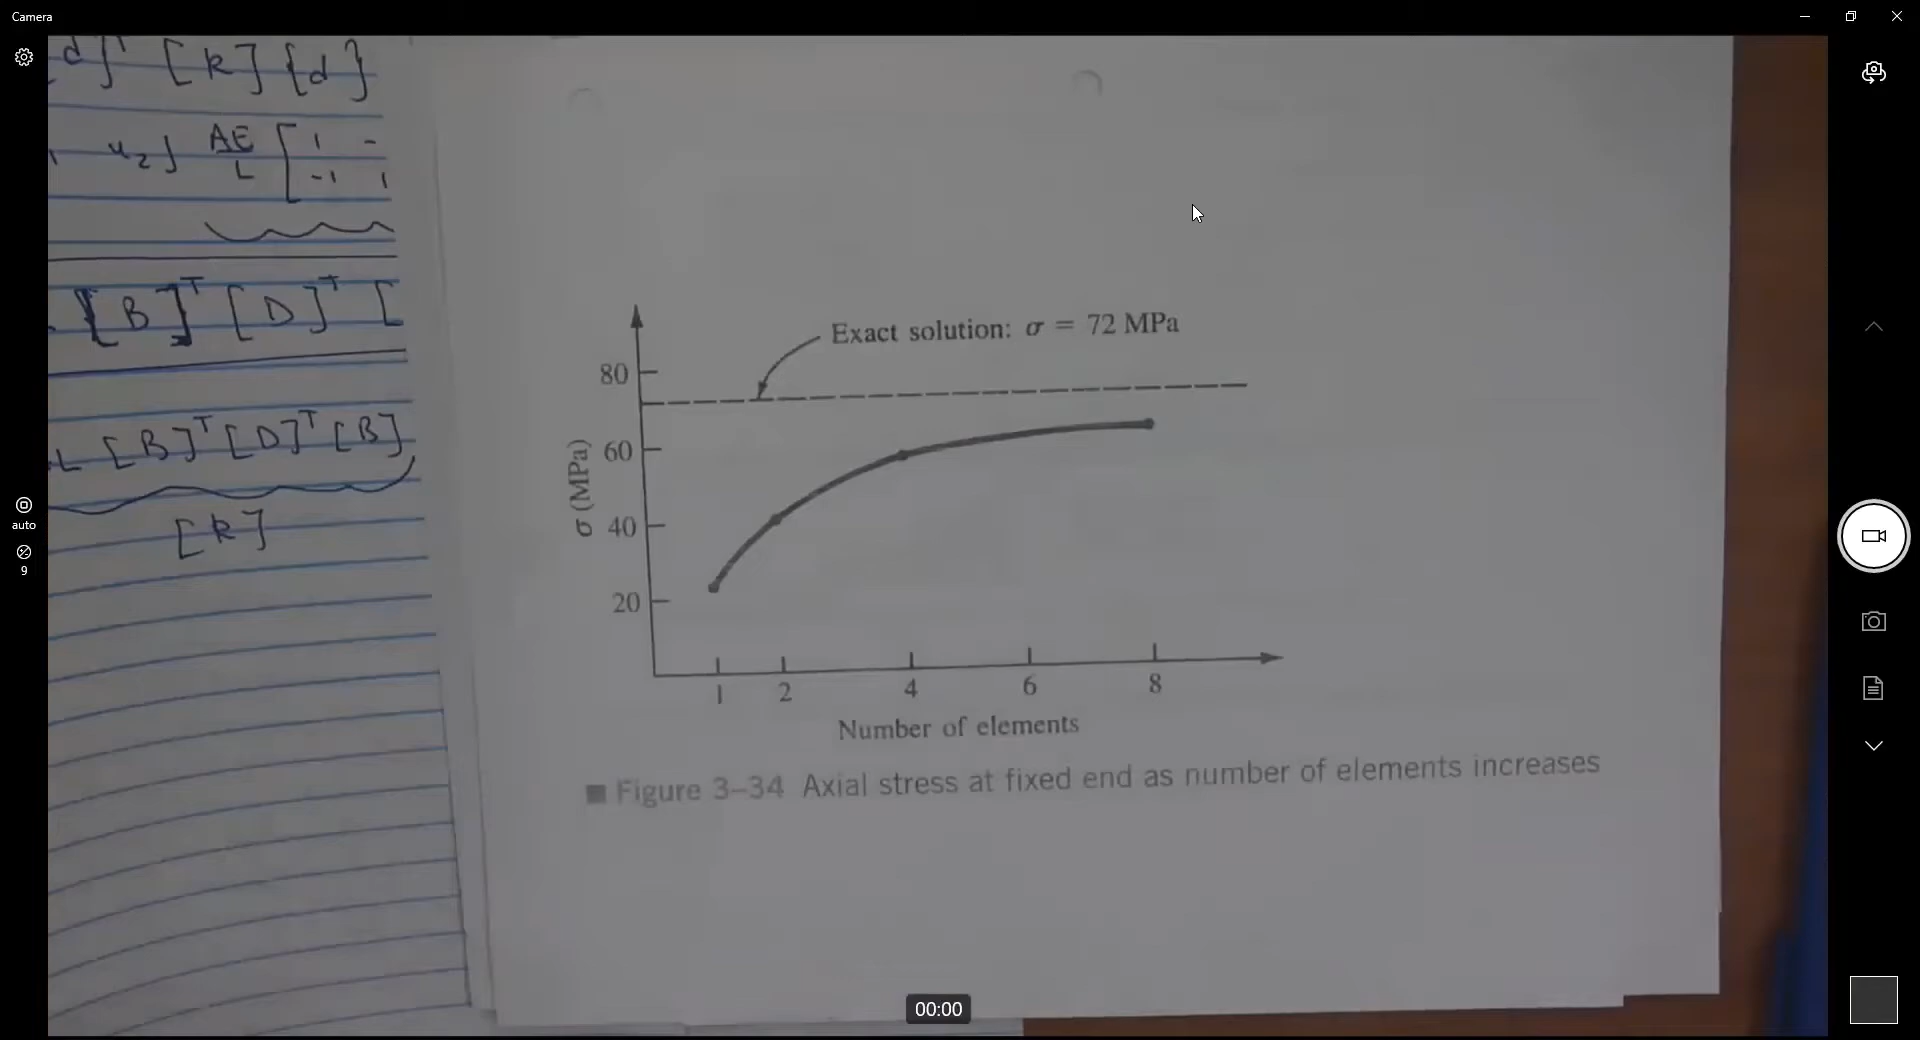 Camera
d]ᵀ [k] {d}
u₂] AE/L [ 1 -
-1 1
[B]ᵀ [D]ᵀ [
L [B]ᵀ [D]ᵀ [B]
[k]
Exact solution: σ = 72 MPa
80
60
40
20
σ (MPa)
1 2 4 6 8
Number of elements
■ Figure 3–34 Axial stress at fixed end as number of elements increases
auto
9
00:00